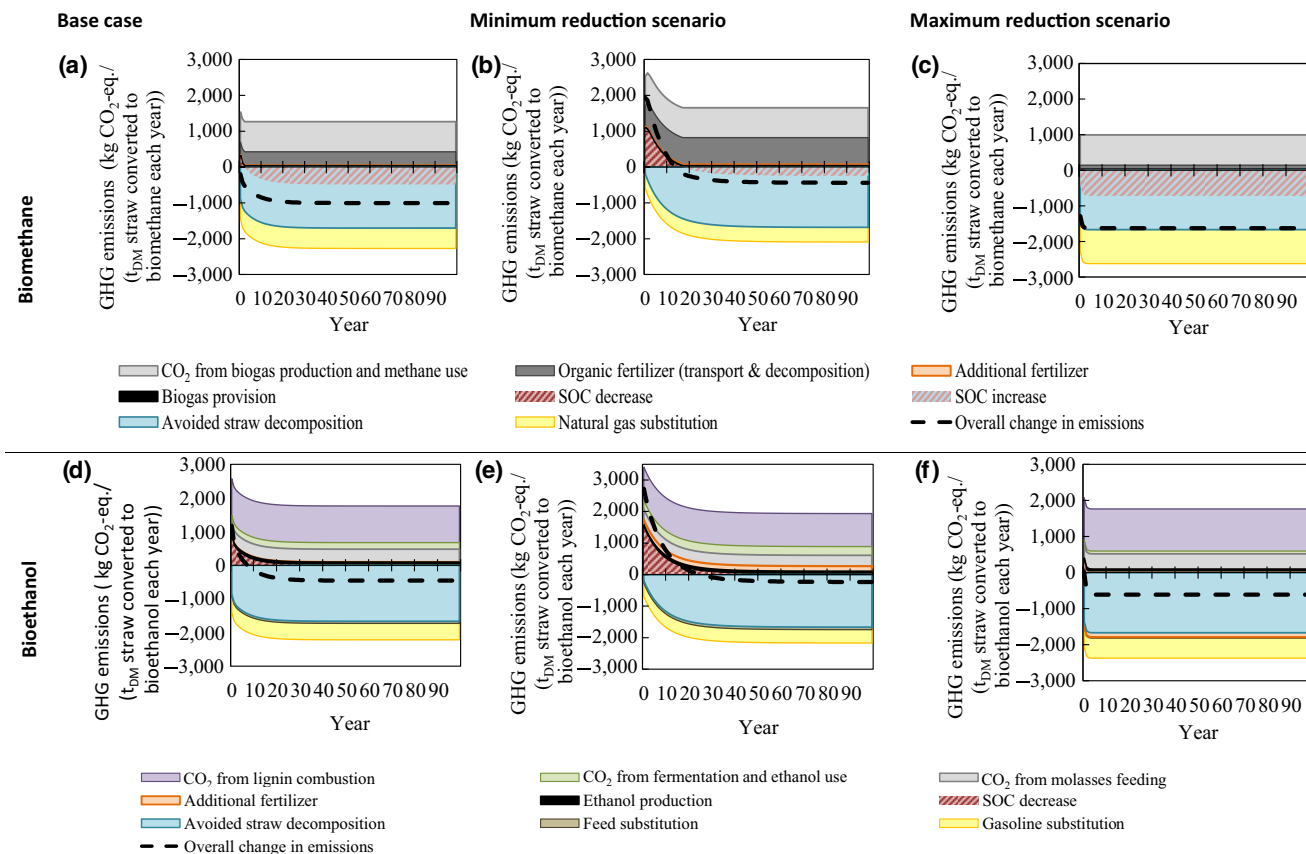 Base case
Minimum reduction scenario
Maximum reduction scenario
Biomethane
(a)
GHG emissions (kg CO2-eq./
(tDM straw converted to
biomethane each year))
3,000
2,000
1,000
0
−1,000
−2,000
−3,000
0 10 20 30 40 50 60 70 80 90
Year
(b)
GHG emissions (kg CO2-eq./
(tDM straw converted to
biomethane each year))
3,000
2,000
1,000
0
−1,000
−2,000
−3,000
0 10 20 30 40 50 60 70 80 90
Year
(c)
GHG emissions (kg CO2-eq./
(tDM straw converted to
biomethane each year))
3,000
2,000
1,000
0
−1,000
−2,000
−3,000
0 10 20 30 40 50 60 70 80 90
Year
CO2 from biogas production and methane use
Organic fertilizer (transport & decomposition)
Additional fertilizer
Biogas provision
SOC decrease
SOC increase
Avoided straw decomposition
Natural gas substitution
Overall change in emissions
Bioethanol
(d)
GHG emissions ( kg CO2-eq./
(tDM straw converted to
bioethanol each year))
3,000
2,000
1,000
0
−1,000
−2,000
−3,000
0 10 20 30 40 50 60 70 80 90
Year
(e)
GHG emissions (kg CO2-eq./
(tDM straw converted to
bioethanol each year))
3,000
2,000
1,000
0
−1,000
−2,000
−3,000
0 10 20 30 40 50 60 70 80 90
Year
(f)
GHG emissions (kg CO2-eq./
(tDM straw converted to
bioethanol each year))
3,000
2,000
1,000
0
−1,000
−2,000
−3,000
0 10 20 30 40 50 60 70 80 90
Year
CO2 from lignin combustion
CO2 from fermentation and ethanol use
CO2 from molasses feeding
Additional fertilizer
Ethanol production
SOC decrease
Avoided straw decomposition
Feed substitution
Gasoline substitution
Overall change in emissions